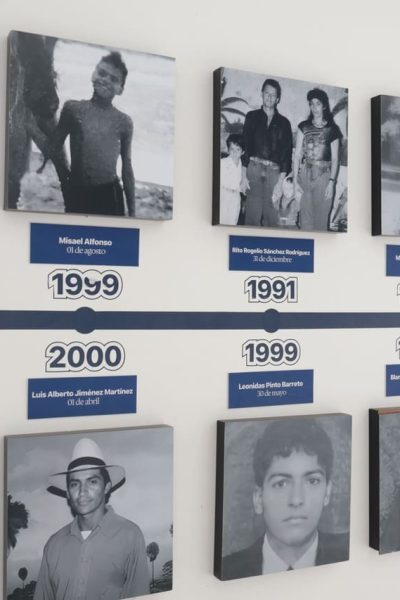 Misael Alfonso
01 de agosto
1999
Rito Rogelio Sánchez Rodríguez
31 de diciembre
1991
2000
Luis Alberto Jiménez Martínez
01 de abril
1999
Leonidas Pinto Barreto
30 de mayo